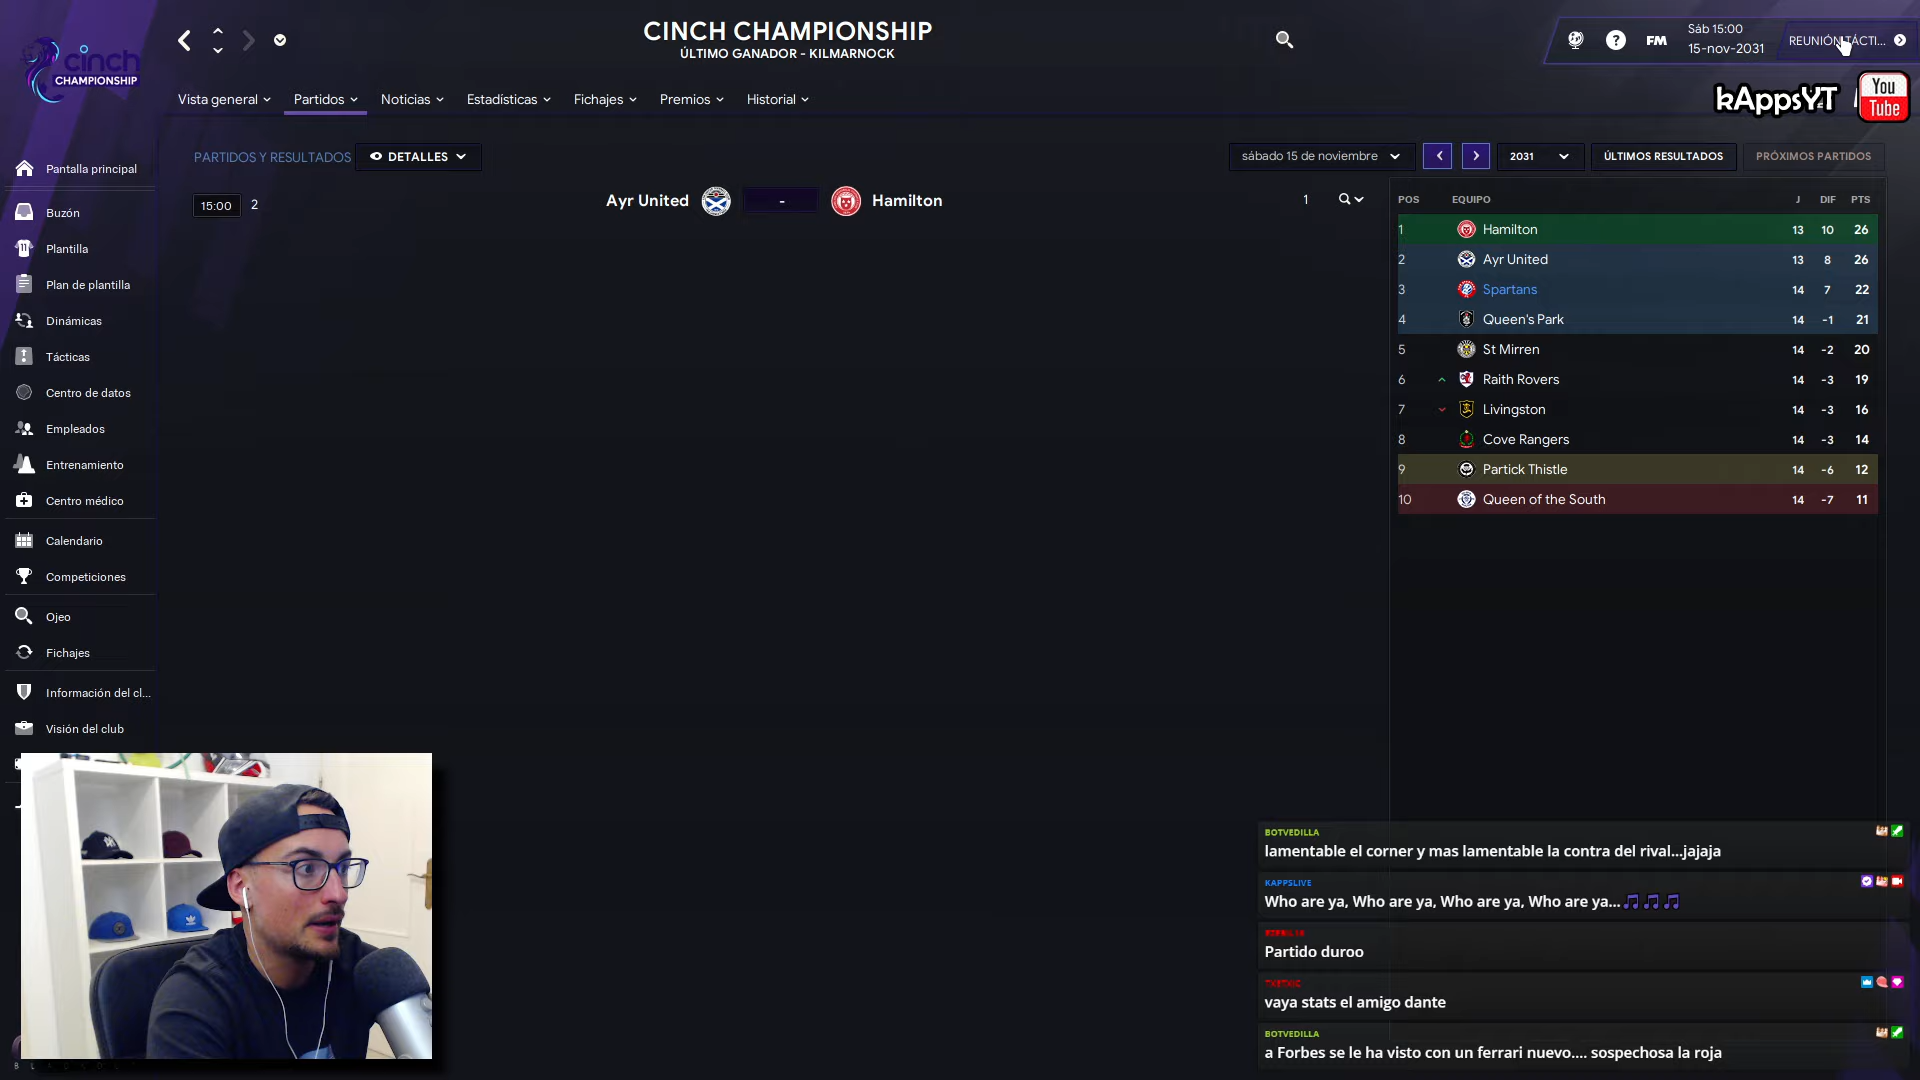 cinch
CHAMPIONSHIP
CINCH CHAMPIONSHIP
ÚLTIMO GANADOR - KILMARNOCK
FM
Sáb 15:00
15-nov-2031
REUNIÓN TÁCTI...
kAppsYT
You
Tube
Vista general
Partidos
Noticias
Estadísticas
Fichajes
Premios
Historial
PARTIDOS Y RESULTADOS
DETALLES
sábado 15 de noviembre
2031
ÚLTIMOS RESULTADOS
PRÓXIMOS PARTIDOS
15:00 2 Ayr United - Hamilton 1
POS EQUIPO J DIF PTS
1 Hamilton 13 10 26
2 Ayr United 13 8 26
3 Spartans 14 7 22
4 Queen's Park 14 -1 21
5 St Mirren 14 -2 20
6 Raith Rovers 14 -3 19
7 Livingston 14 -3 16
8 Cove Rangers 14 -3 14
9 Partick Thistle 14 -6 12
10 Queen of the South 14 -7 11
Pantalla principal
Buzón
Plantilla
Plan de plantilla
Dinámicas
Tácticas
Centro de datos
Empleados
Entrenamiento
Centro médico
Calendario
Competiciones
Ojeo
Fichajes
Información del cl...
Visión del club
BOTVEDILLA
lamentable el corner y mas lamentable la contra del rival...jajaja
KAPPSLIVE
Who are ya, Who are ya, Who are ya, Who are ya...🎵🎵🎵
Partido duroo
vaya stats el amigo dante
BOTVEDILLA
a Forbes se le ha visto con un ferrari nuevo.... sospechosa la roja